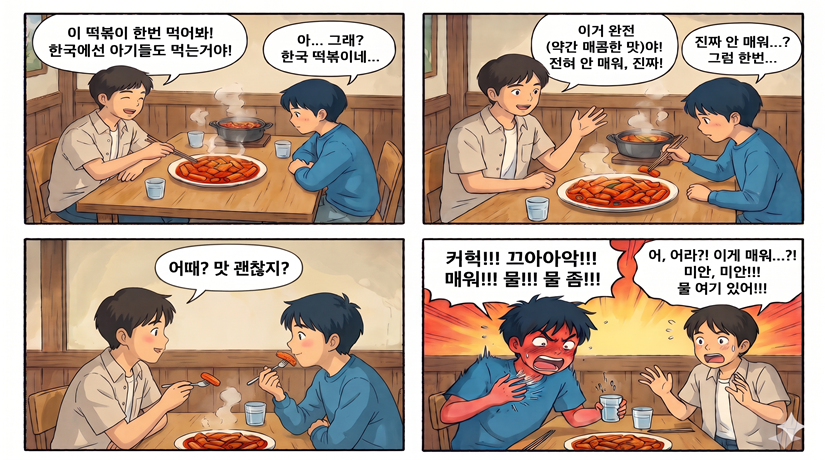 이 떡볶이 한번 먹어봐!
한국에선 아기들도 먹는거야!
아... 그래?
한국 떡볶이네...
이거 완전
(약간 매콤한 맛)야!
전혀 안 매워, 진짜!
진짜 안 매워...?
그럼 한번...
어때? 맛 괜찮지?
커헉!!! 끄아아악!!!
매워!!! 물!!! 물 좀!!!
어, 어라?! 이게 매워...?!
미안, 미안!!!
물 여기 있어!!!